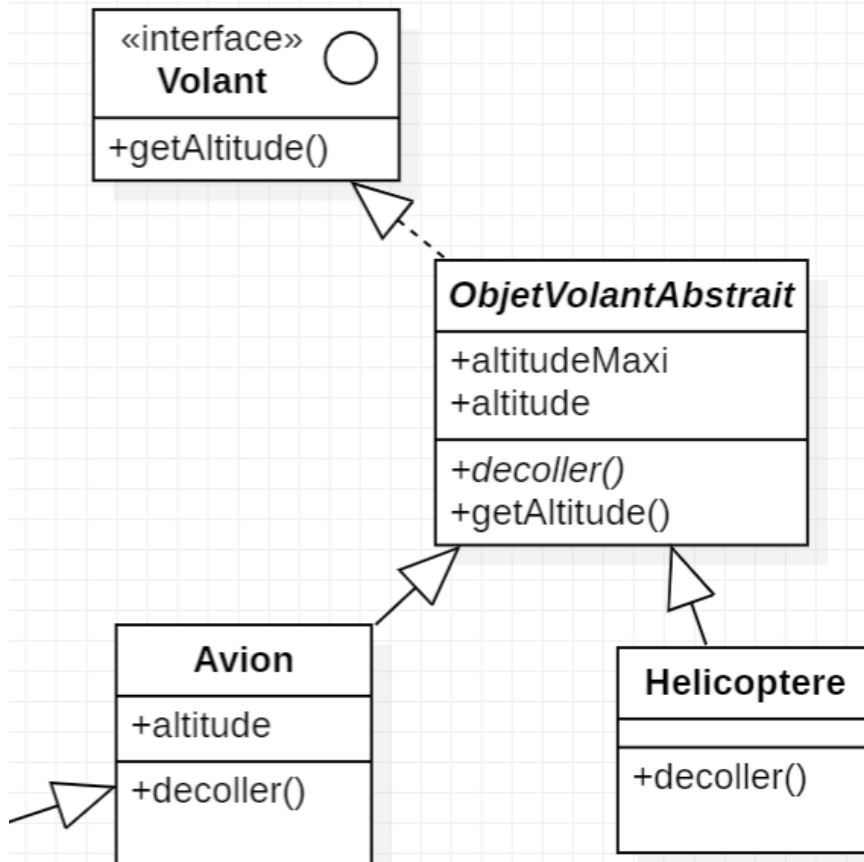 «interface»
Volant
+getAltitude()
ObjetVolantAbstrait
+altitudeMaxi
+altitude
+decoller()
+getAltitude()
Avion
+altitude
+decoller()
Helicoptere
+decoller()